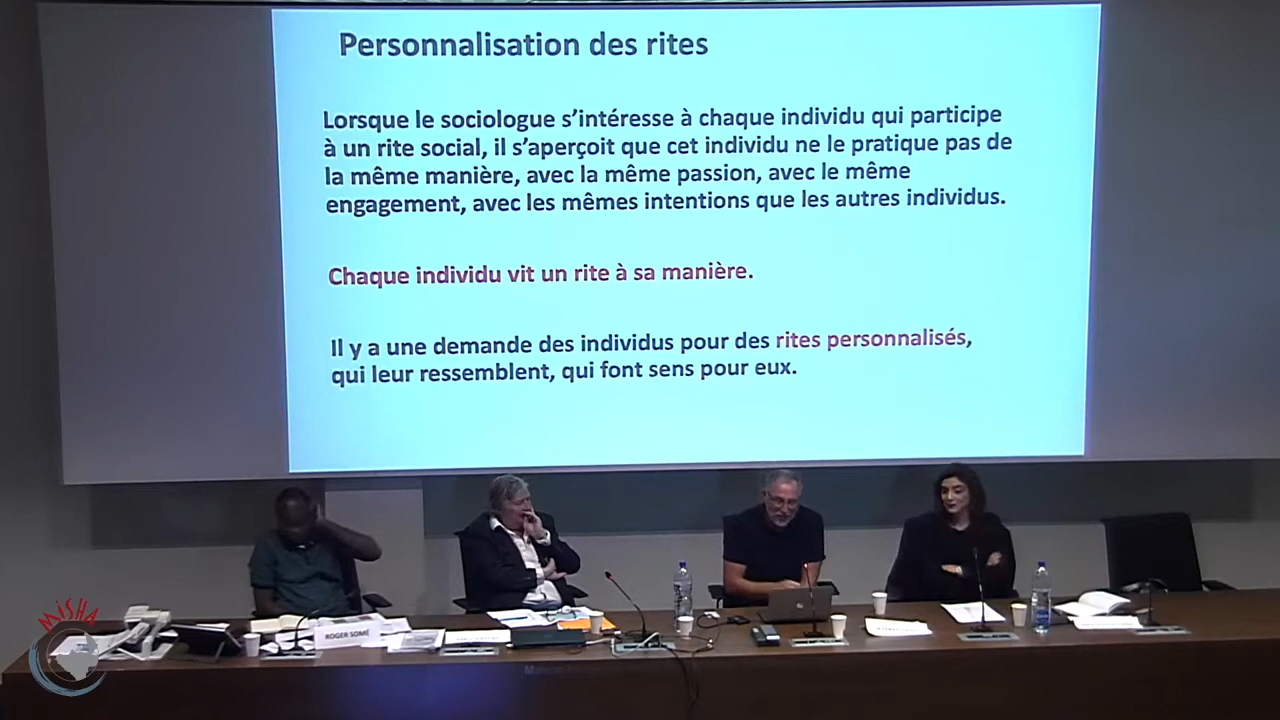 Personnalisation des rites
Lorsque le sociologue s’intéresse à chaque individu qui participe
à un rite social, il s’aperçoit que cet individu ne le pratique pas de
la même manière, avec la même passion, avec le même
engagement, avec les mêmes intentions que les autres individus.
Chaque individu vit un rite à sa manière.
Il y a une demande des individus pour des rites personnalisés,
qui leur ressemblent, qui font sens pour eux.
MiSHA
ROGER SOMÉ